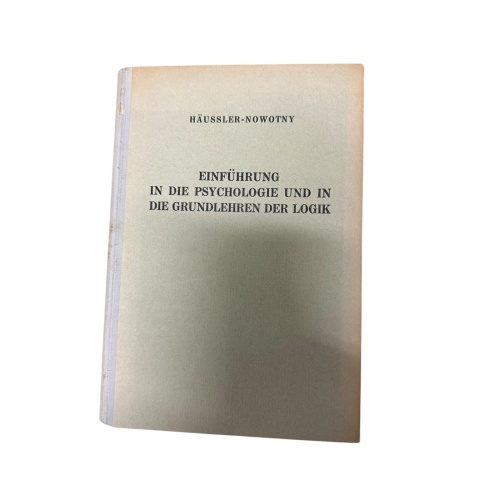 HÄUSSLER-NOWOTNY
EINFÜHRUNG
IN DIE PSYCHOLOGIE UND IN
DIE GRUNDLEHREN DER LOGIK